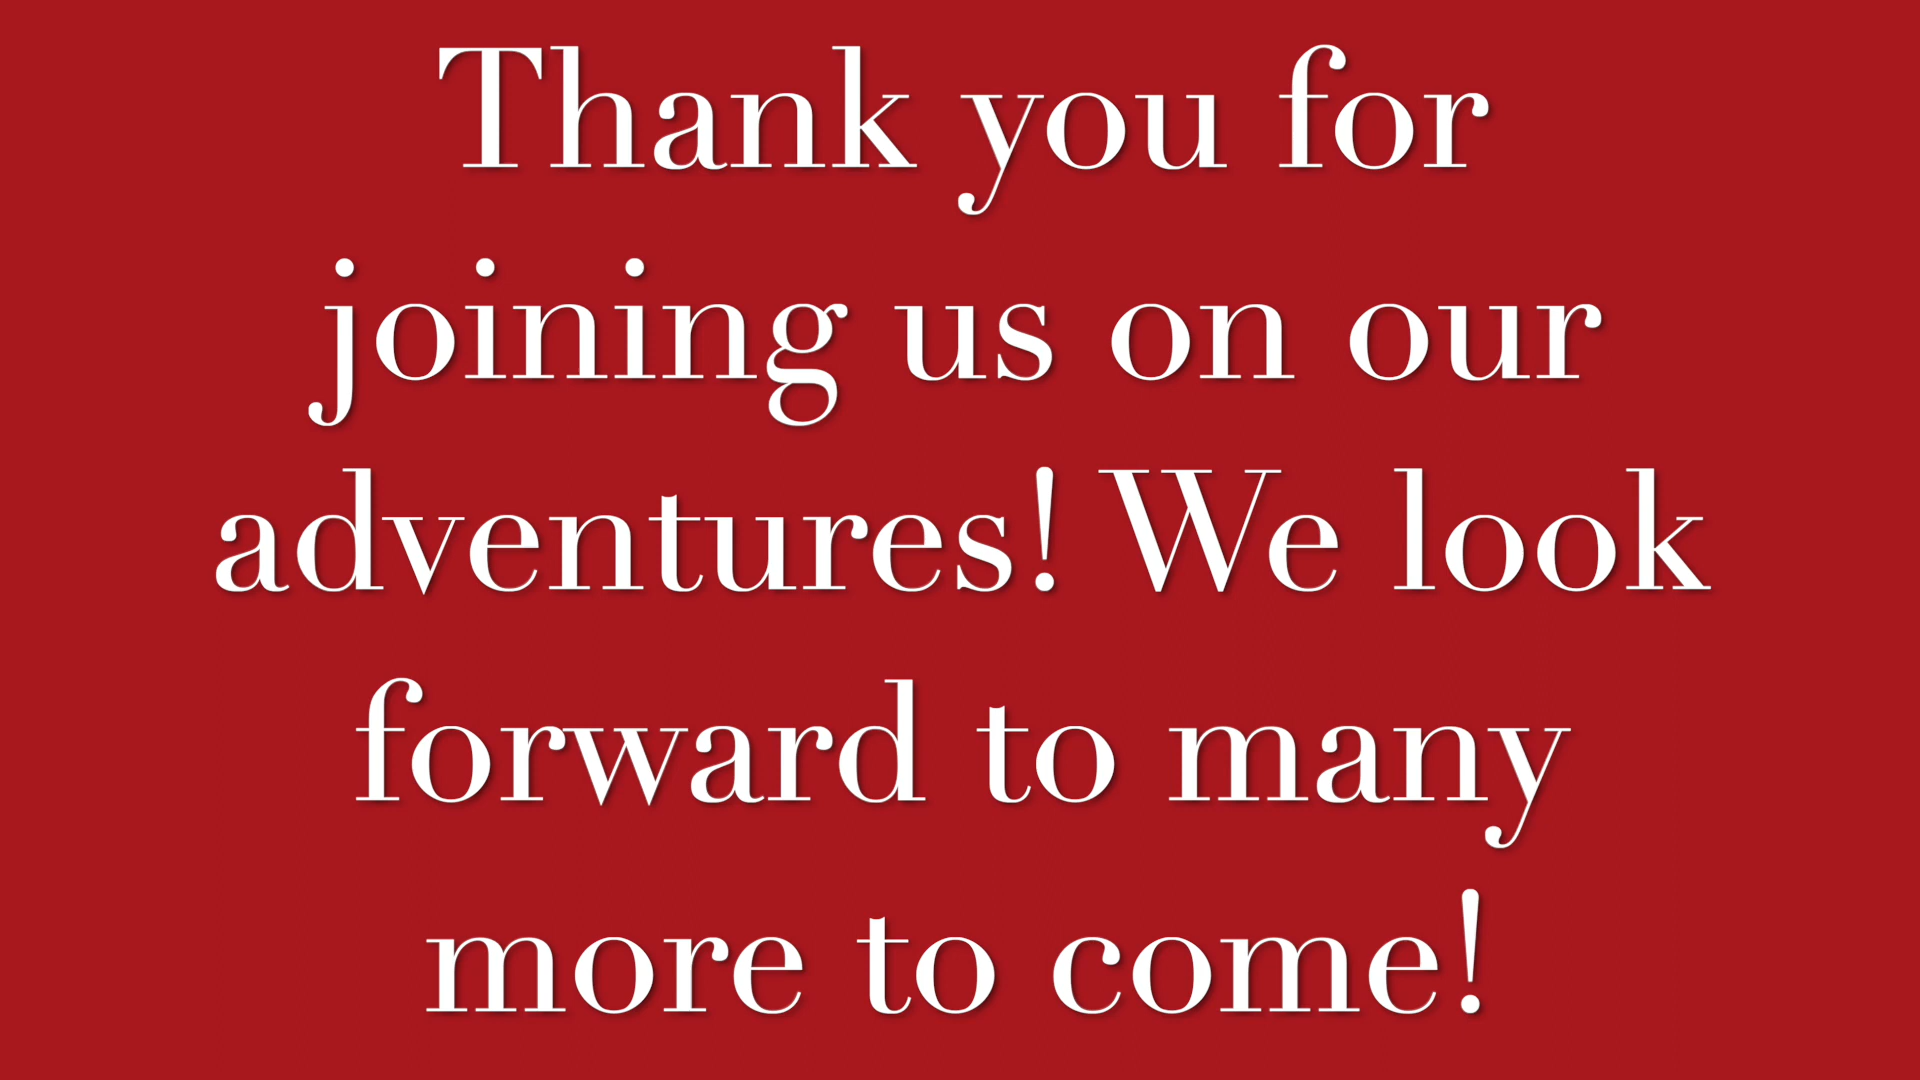 Thank you for
joining us on our
adventures! We look
forward to many
more to come!